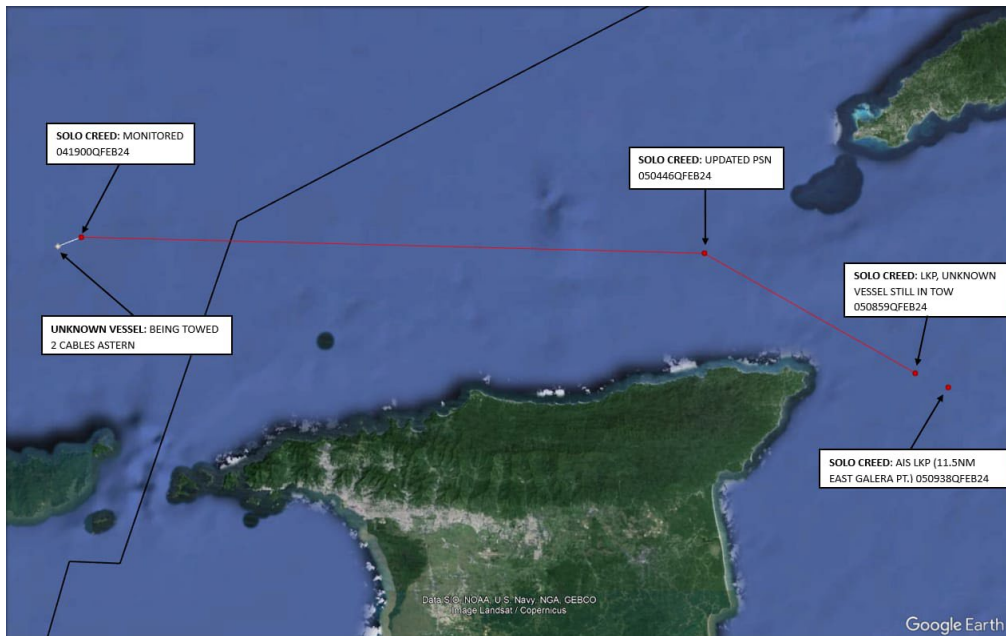 SOLO CREED: MONITORED
041900QFEB24
SOLO CREED: UPDATED PSN
050446QFEB24
SOLO CREED: LKP, UNKNOWN
VESSEL STILL IN TOW
050859QFEB24
UNKNOWN VESSEL: BEING TOWED
2 CABLES ASTERN
SOLO CREED: AIS LKP (11.5NM
EAST GALERA PT.) 050938QFEB24
Data SIO, NOAA, U.S. Navy, NGA, GEBCO
Image Landsat / Copernicus
Google Earth